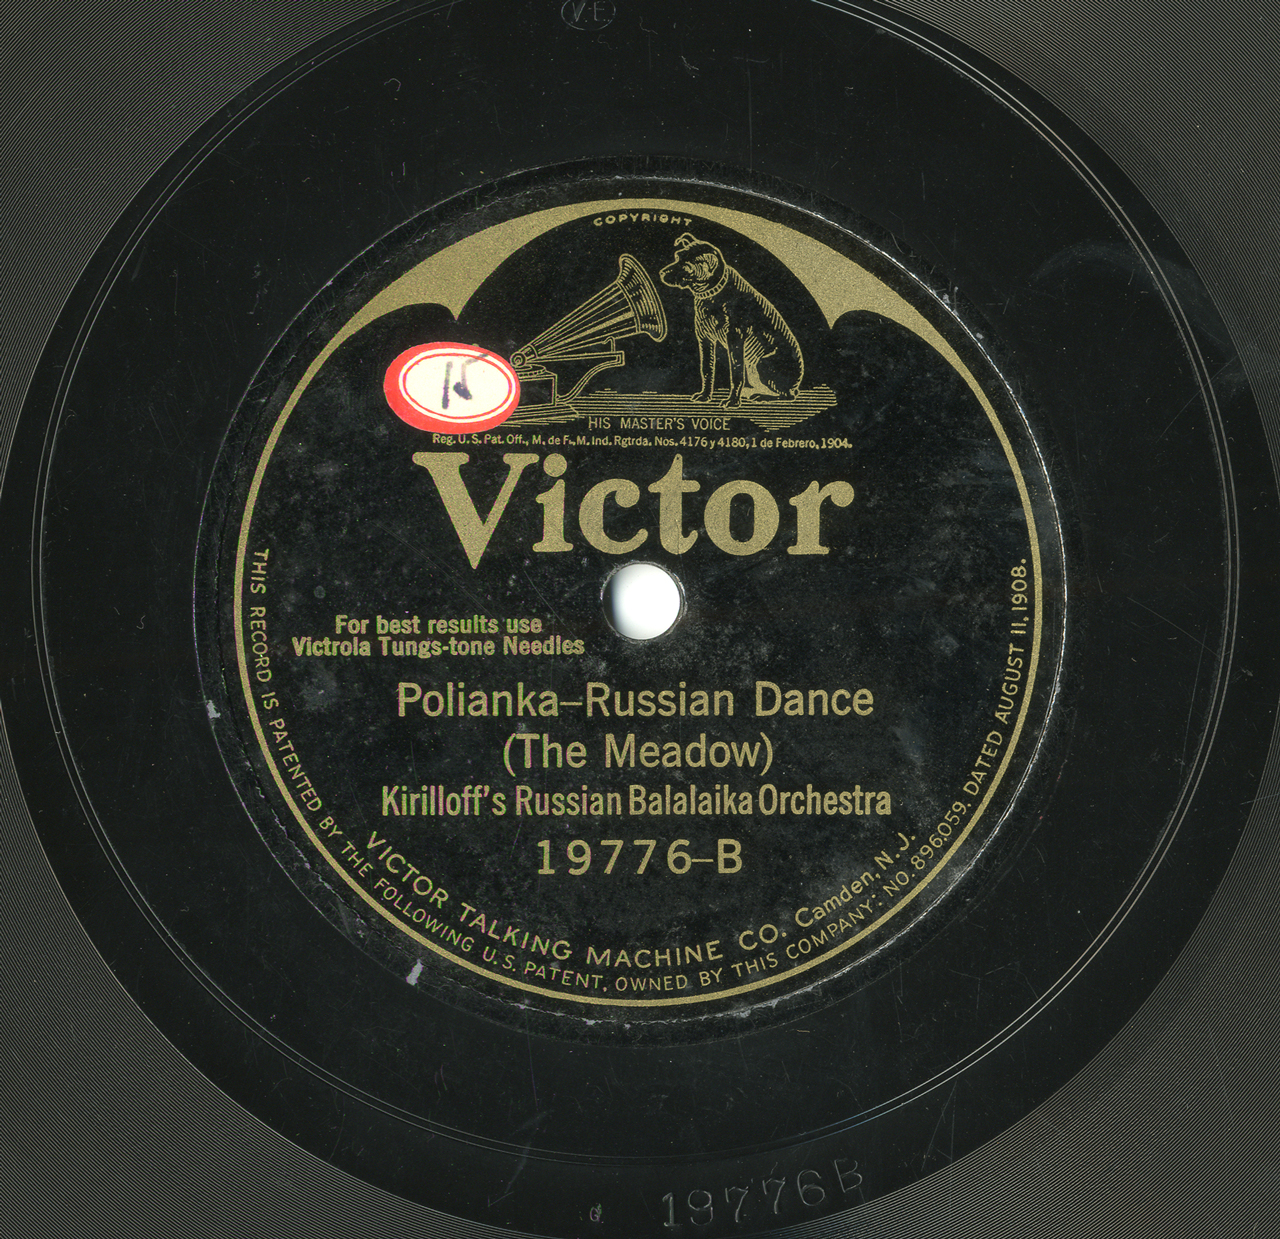 V.E.
COPYRIGHT
15
HIS MASTER'S VOICE
Reg. U.S. Pat. Off., M. de F., M. Ind. Rgtrda. Nos. 4176 y 4180, 1 de Febrero, 1904.
Victor
For best results use
Victrola Tungs-tone Needles
Polianka–Russian Dance
(The Meadow)
Kirilloff's Russian Balalaika Orchestra
19776–B
VICTOR TALKING MACHINE CO. Camden, N.J.
THIS RECORD IS PATENTED BY THE FOLLOWING U.S. PATENT, OWNED BY THIS COMPANY: NO. 896,059. DATED AUGUST 11, 1908.
19776B